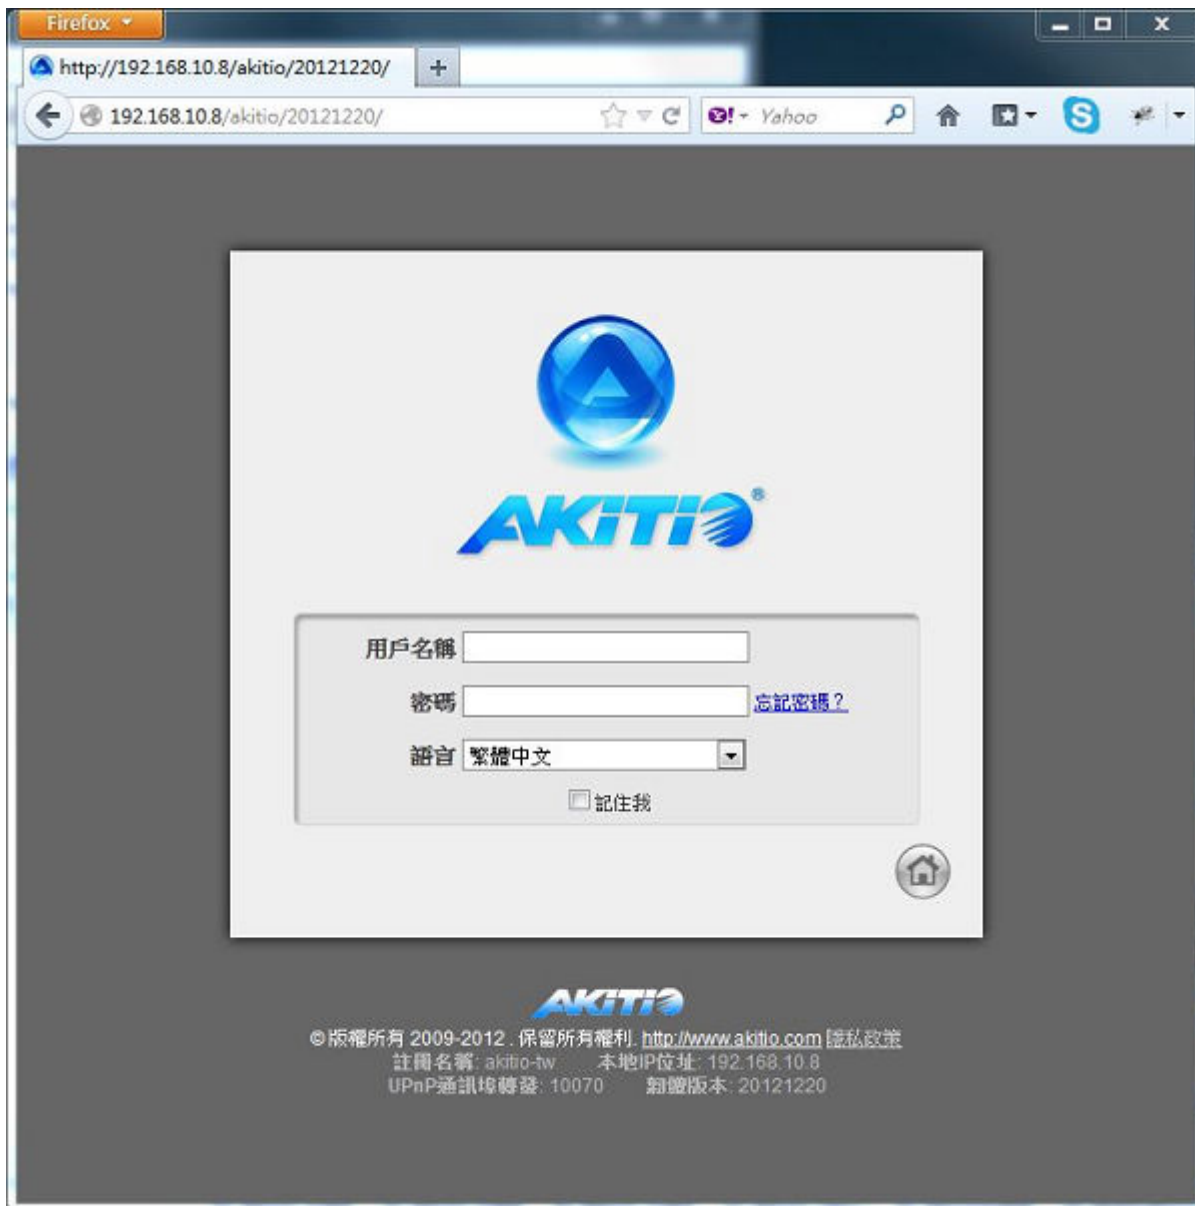 Firefox
http://192.168.10.8/akitio/20121220/
192.168.10.8/akitio/20121220/
Yahoo
AKiTiO®
用戶名稱
密碼
忘記密碼？
語言
繁體中文
記住我
AKiTiO
©版權所有 2009-2012 . 保留所有權利. http://www.akitio.com 隱私政策
註冊名稱: akitio-tw 本地IP位址: 192.168.10.8
UPnP通訊埠轉發: 10070 韌體版本: 20121220